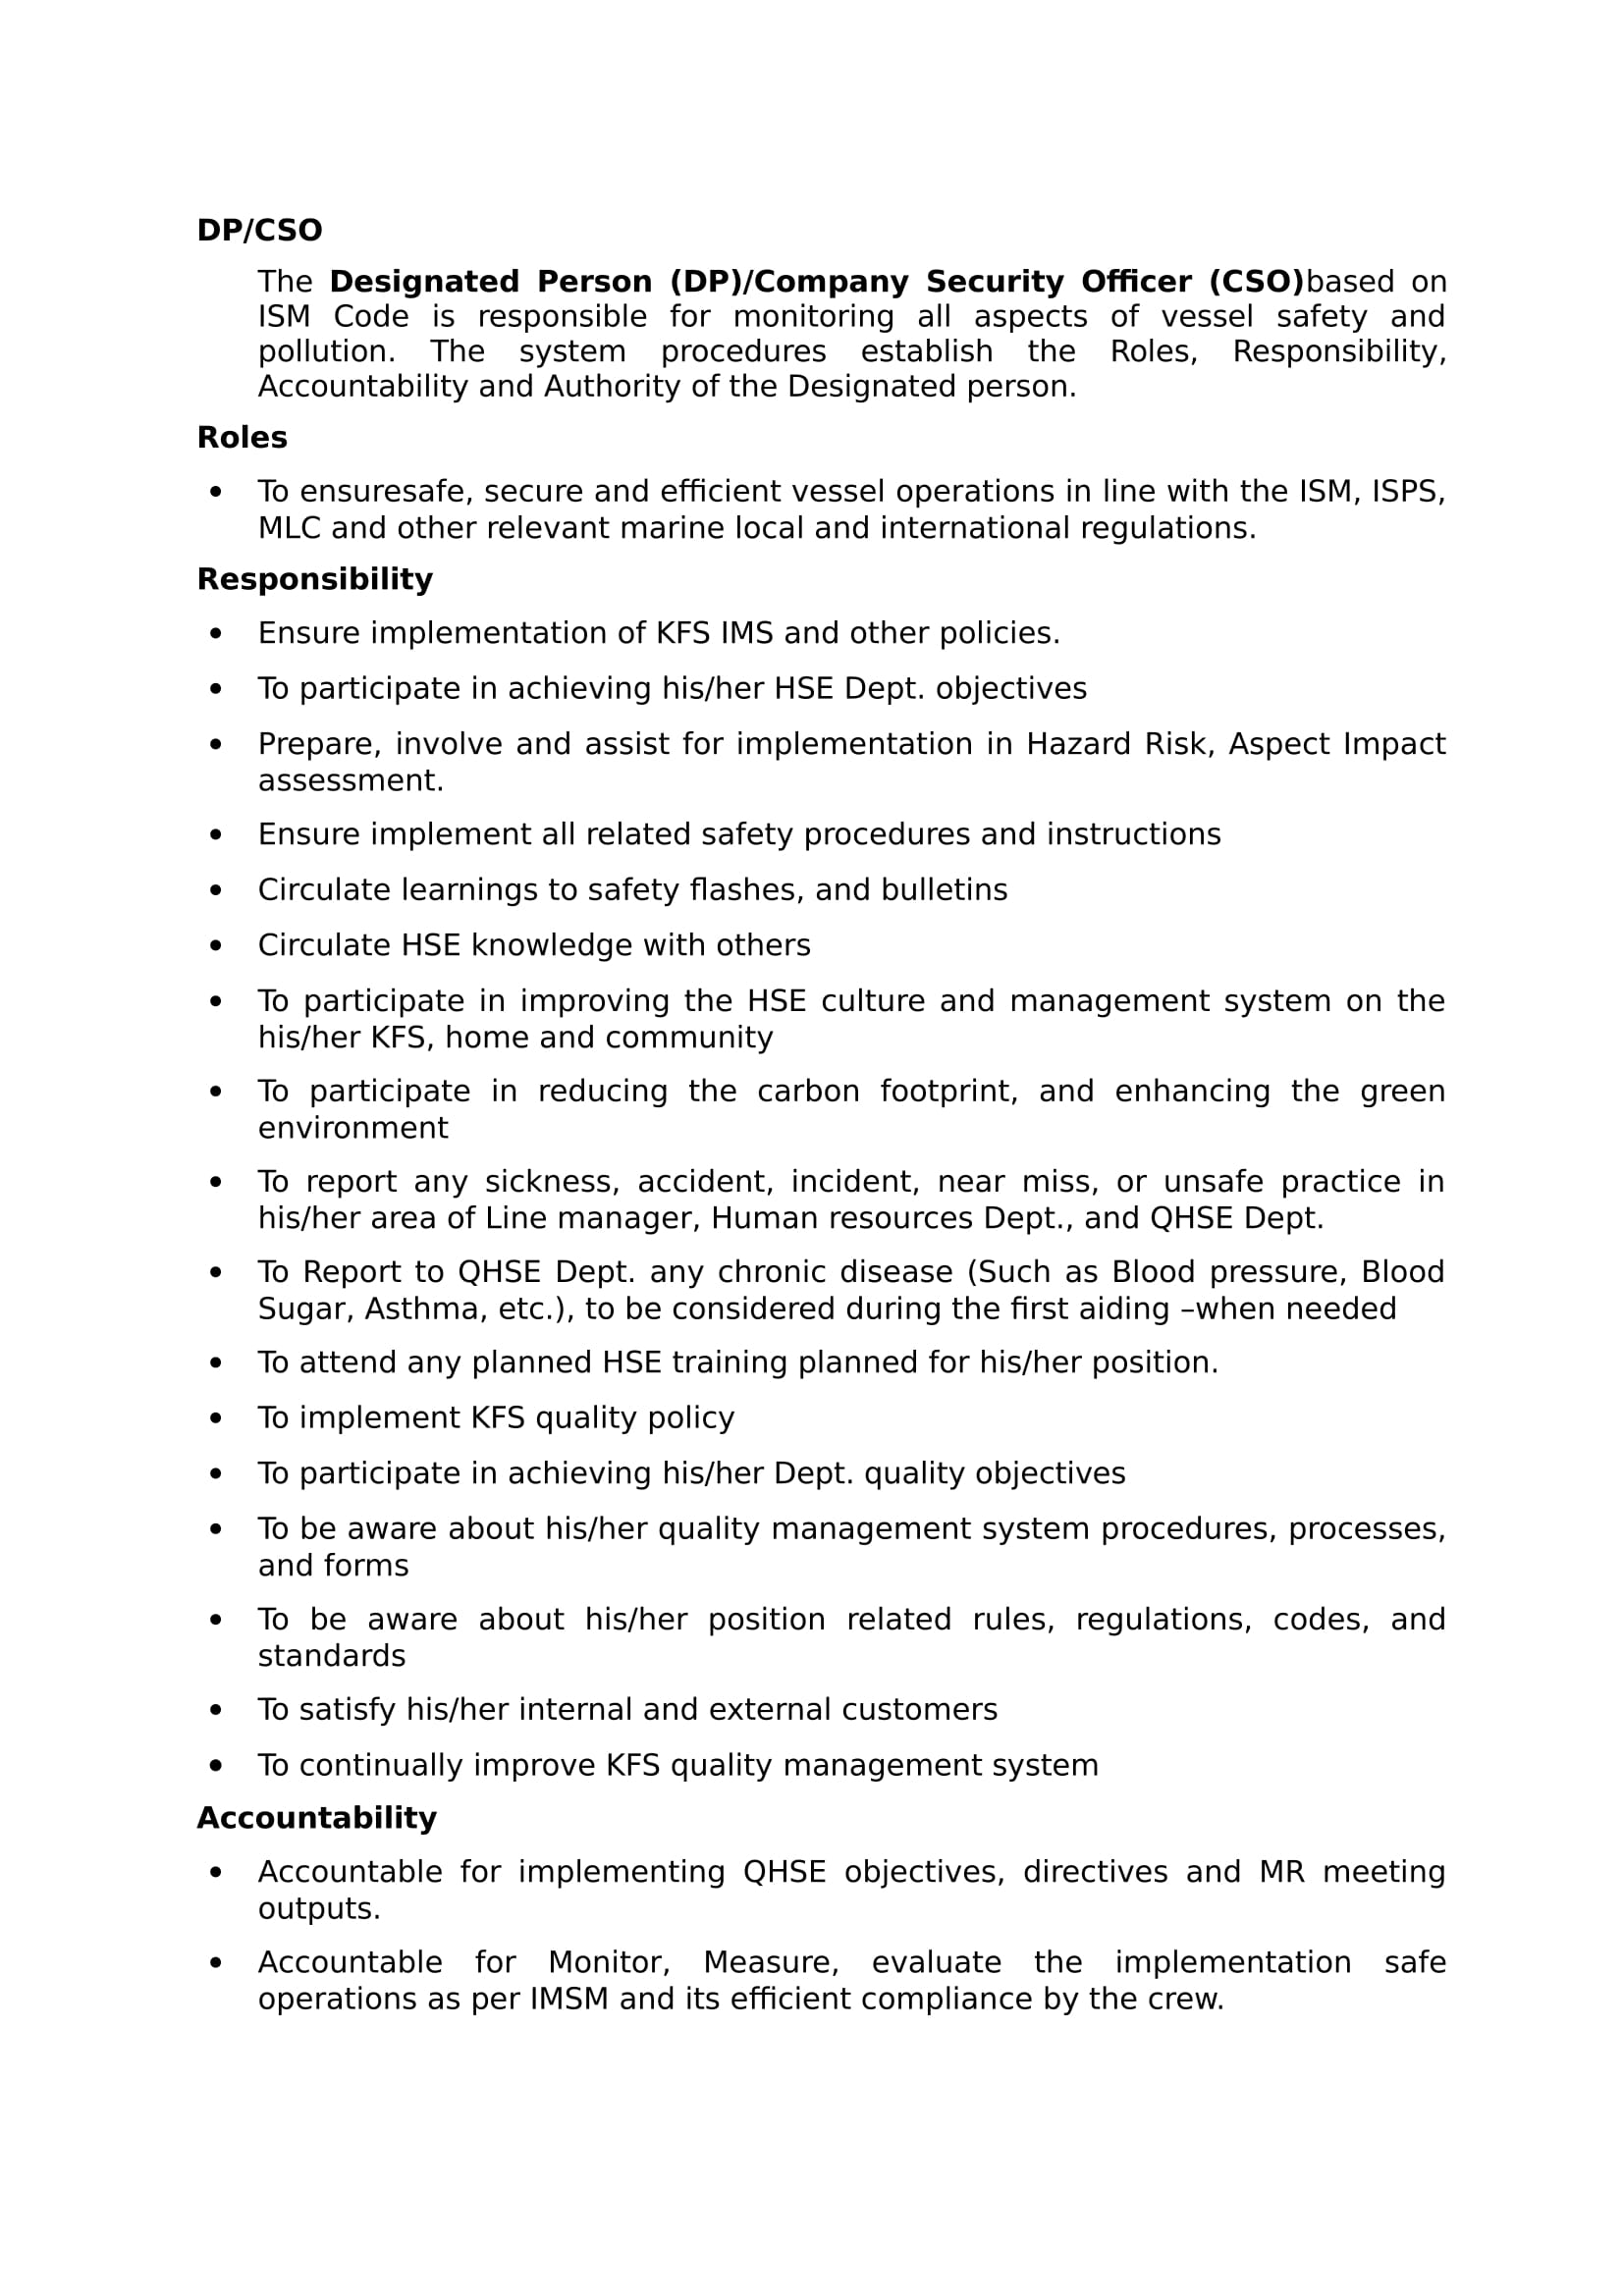 DP/CSO
The Designated Person (DP)/Company Security Officer (CSO)based on
ISM Code is responsible for monitoring all aspects of vessel safety and
pollution. The system procedures establish the Roles, Responsibility,
Accountability and Authority of the Designated person.
Roles
• To ensuresafe, secure and efficient vessel operations in line with the ISM, ISPS,
MLC and other relevant marine local and international regulations.
Responsibility
• Ensure implementation of KFS IMS and other policies.
• To participate in achieving his/her HSE Dept. objectives
• Prepare, involve and assist for implementation in Hazard Risk, Aspect Impact
assessment.
• Ensure implement all related safety procedures and instructions
• Circulate learnings to safety flashes, and bulletins
• Circulate HSE knowledge with others
• To participate in improving the HSE culture and management system on the
his/her KFS, home and community
• To participate in reducing the carbon footprint, and enhancing the green
environment
• To report any sickness, accident, incident, near miss, or unsafe practice in
his/her area of Line manager, Human resources Dept., and QHSE Dept.
• To Report to QHSE Dept. any chronic disease (Such as Blood pressure, Blood
Sugar, Asthma, etc.), to be considered during the first aiding –when needed
• To attend any planned HSE training planned for his/her position.
• To implement KFS quality policy
• To participate in achieving his/her Dept. quality objectives
• To be aware about his/her quality management system procedures, processes,
and forms
• To be aware about his/her position related rules, regulations, codes, and
standards
• To satisfy his/her internal and external customers
• To continually improve KFS quality management system
Accountability
• Accountable for implementing QHSE objectives, directives and MR meeting
outputs.
• Accountable for Monitor, Measure, evaluate the implementation safe
operations as per IMSM and its efficient compliance by the crew.